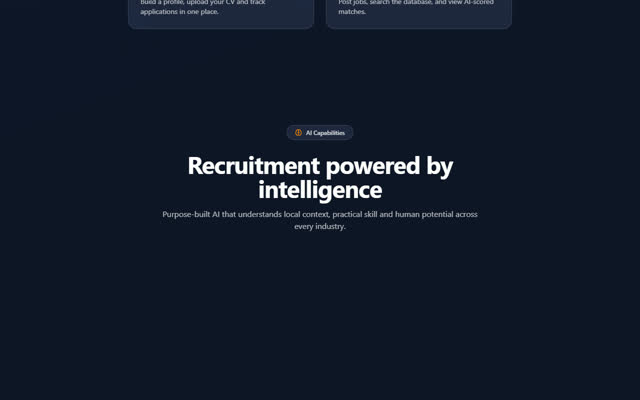 Build a profile, upload your CV and track
applications in one place.
Post jobs, search the database, and view AI-scored
matches.
AI Capabilities
Recruitment powered by
intelligence
Purpose-built AI that understands local context, practical skill and human potential across
every industry.